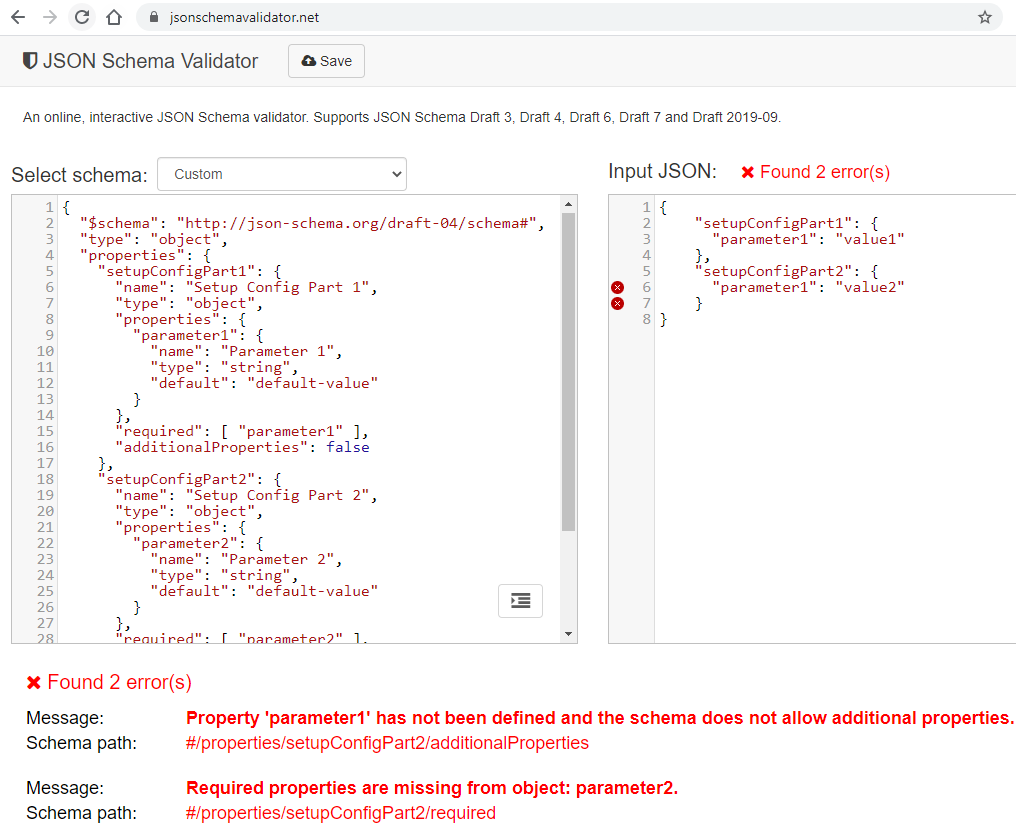 jsonschemavalidator.net
JSON Schema Validator
Save
An online, interactive JSON Schema validator. Supports JSON Schema Draft 3, Draft 4, Draft 6, Draft 7 and Draft 2019-09.
Select schema: Custom
1 {
2   "$schema": "http://json-schema.org/draft-04/schema#",
3   "type": "object",
4   "properties": {
5     "setupConfigPart1": {
6       "name": "Setup Config Part 1",
7       "type": "object",
8       "properties": {
9         "parameter1": {
10           "name": "Parameter 1",
11           "type": "string",
12           "default": "default-value"
13         }
14       },
15       "required": [ "parameter1" ],
16       "additionalProperties": false
17     },
18     "setupConfigPart2": {
19       "name": "Setup Config Part 2",
20       "type": "object",
21       "properties": {
22         "parameter2": {
23           "name": "Parameter 2",
24           "type": "string",
25           "default": "default-value"
26         }
27       },
28       "required": [ "parameter2" ],
Input JSON: Found 2 error(s)
1 {
2     "setupConfigPart1": {
3       "parameter1": "value1"
4     },
5     "setupConfigPart2": {
6       "parameter1": "value2"
7     }
8 }
Found 2 error(s)
Message: Property 'parameter1' has not been defined and the schema does not allow additional properties.
Schema path: #/properties/setupConfigPart2/additionalProperties
Message: Required properties are missing from object: parameter2.
Schema path: #/properties/setupConfigPart2/required